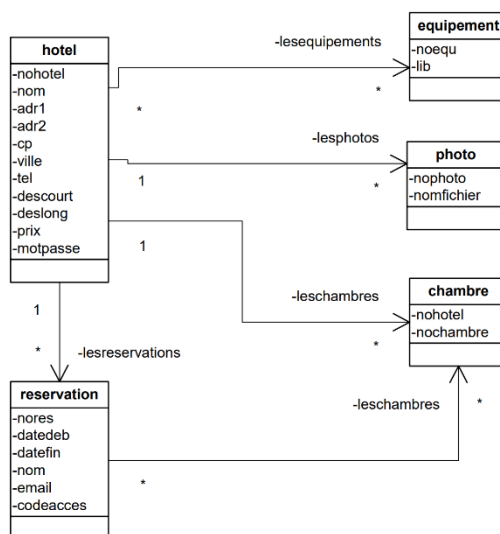 hotel
-nohotel
-nom
-adr1
-adr2
-cp
-ville
-tel
-descourt
-deslong
-prix
-motpasse
-lesequipements
*
*
equipement
-noequ
-lib
-lesphotos
1
*
photo
-nophoto
-nomfichier
1
-leschambres
*
chambre
-nohotel
-nochambre
1
*
-lesreservations
reservation
-nores
-datedeb
-datefin
-nom
-email
-codeacces
-leschambres
*
*